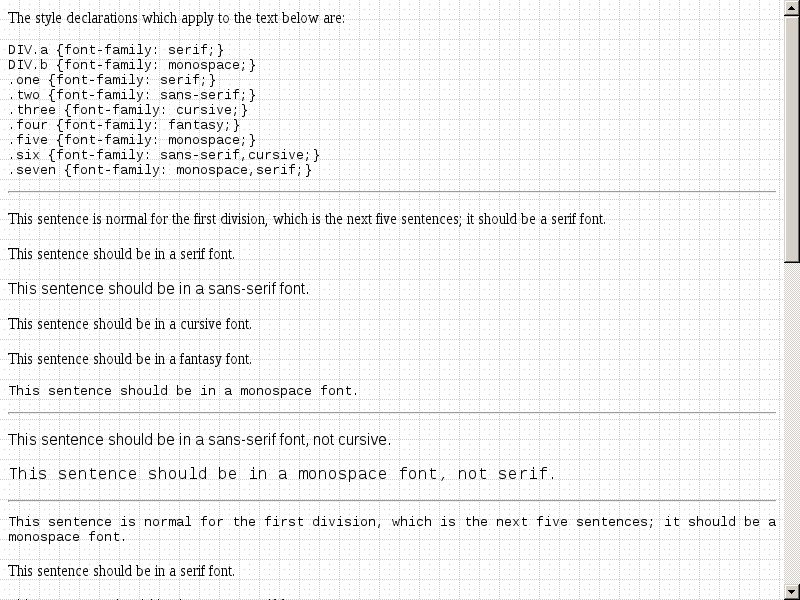 The style declarations which apply to the text below are:
DIV.a {font-family: serif;}
DIV.b {font-family: monospace;}
.one {font-family: serif;}
.two {font-family: sans-serif;}
.three {font-family: cursive;}
.four {font-family: fantasy;}
.five {font-family: monospace;}
.six {font-family: sans-serif,cursive;}
.seven {font-family: monospace,serif;}
This sentence is normal for the first division, which is the next five sentences; it should be a serif font.
This sentence should be in a serif font.
This sentence should be in a sans-serif font.
This sentence should be in a cursive font.
This sentence should be in a fantasy font.
This sentence should be in a monospace font.
This sentence should be in a sans-serif font, not cursive.
This sentence should be in a monospace font, not serif.
This sentence is normal for the first division, which is the next five sentences; it should be a
monospace font.
This sentence should be in a serif font.